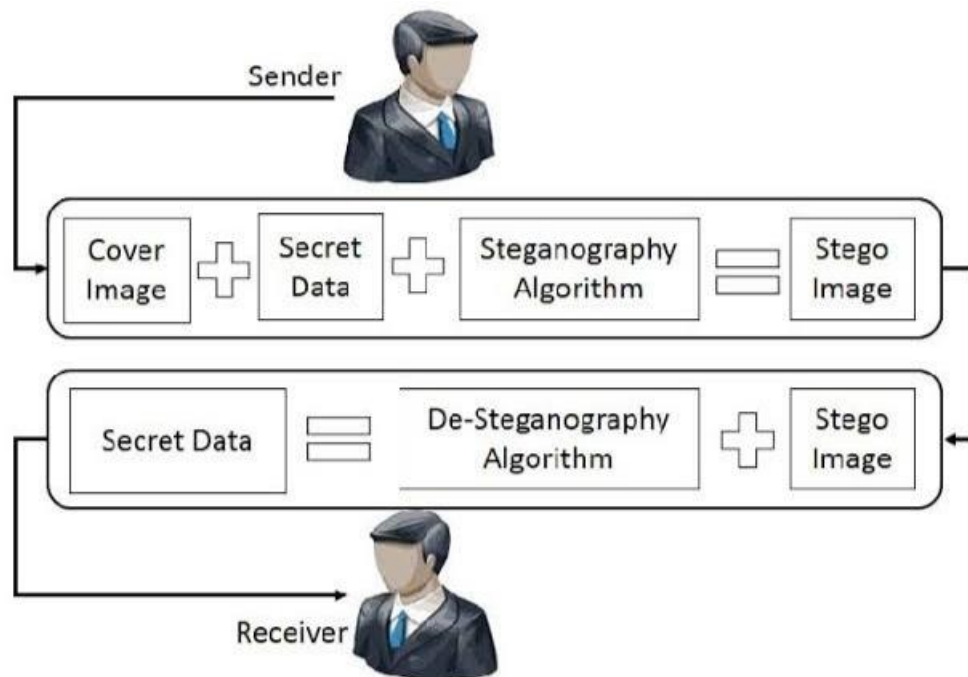 Sender
Cover
Image
Secret
Data
Steganography
Algorithm
Stego
Image
Secret Data
De-Steganography
Algorithm
Stego
Image
Receiver